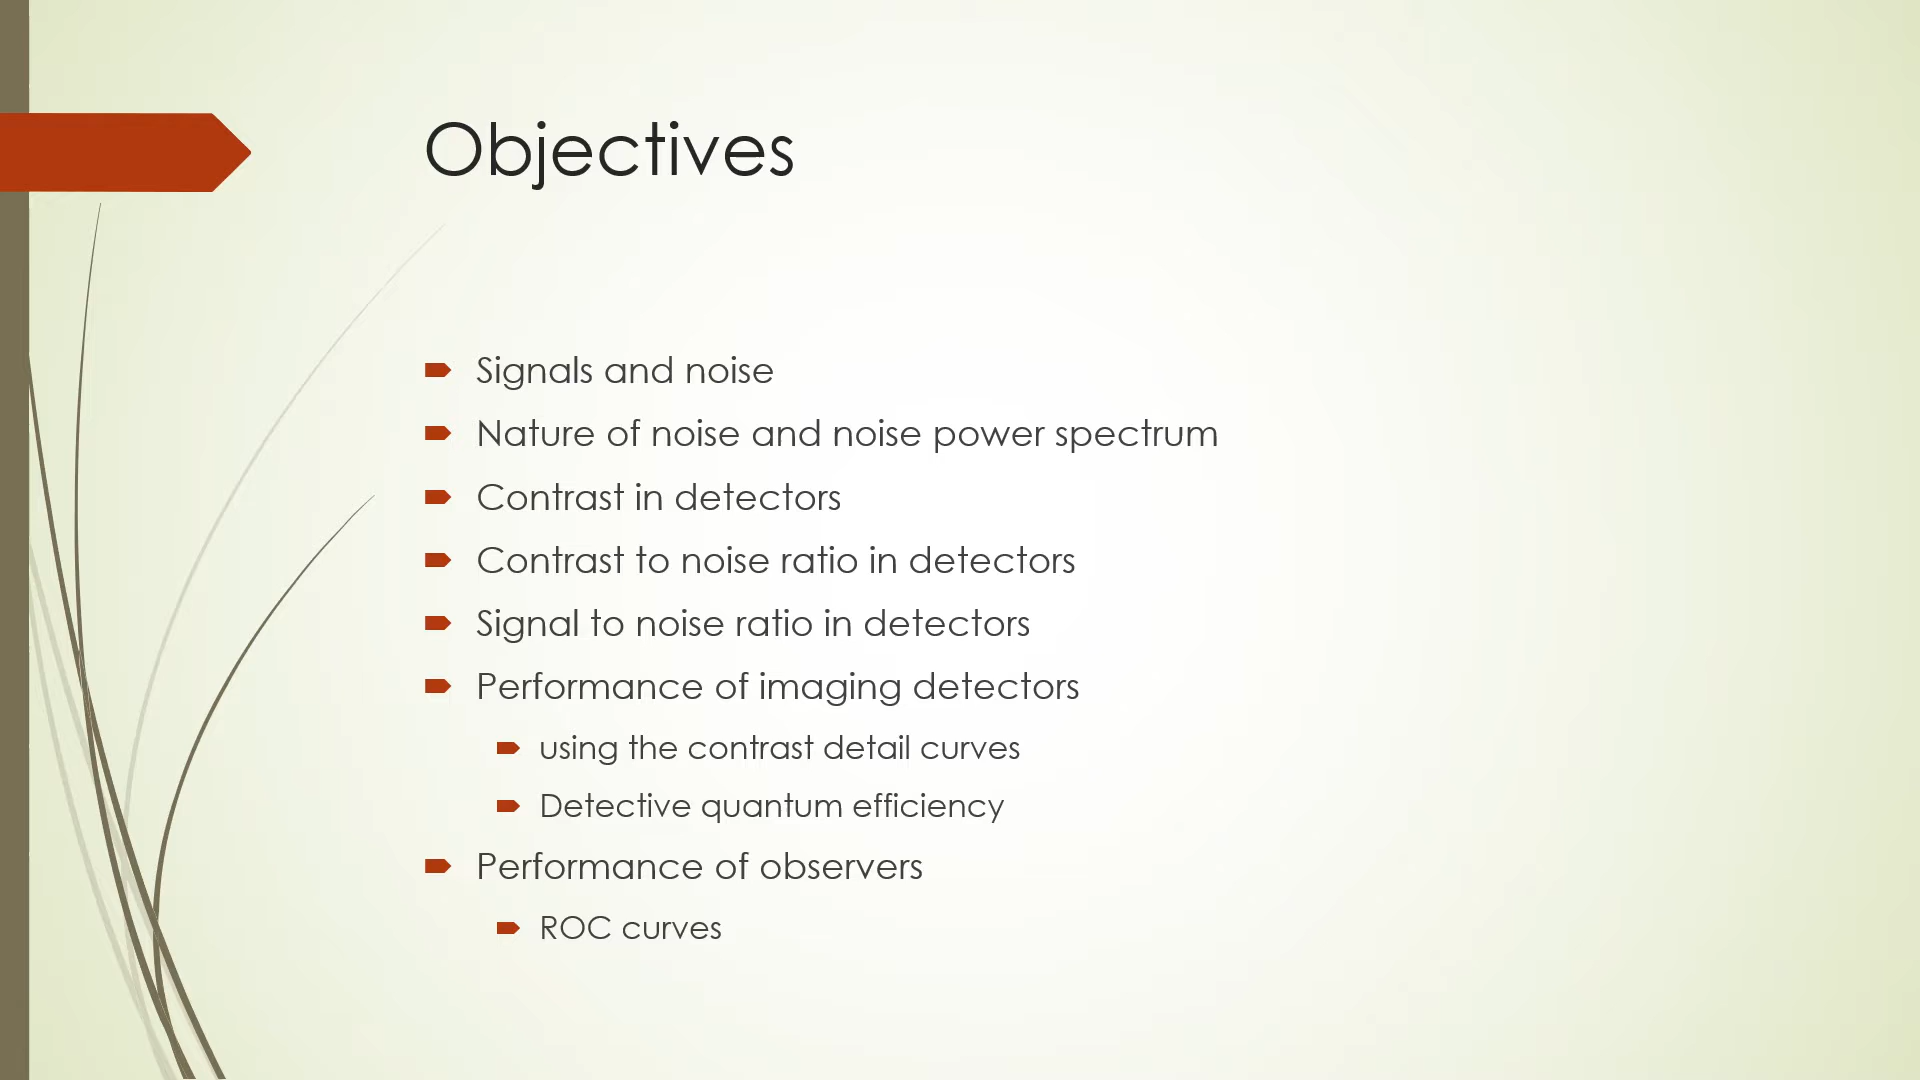 Objectives
Signals and noise
Nature of noise and noise power spectrum
Contrast in detectors
Contrast to noise ratio in detectors
Signal to noise ratio in detectors
Performance of imaging detectors
using the contrast detail curves
Detective quantum efficiency
Performance of observers
ROC curves